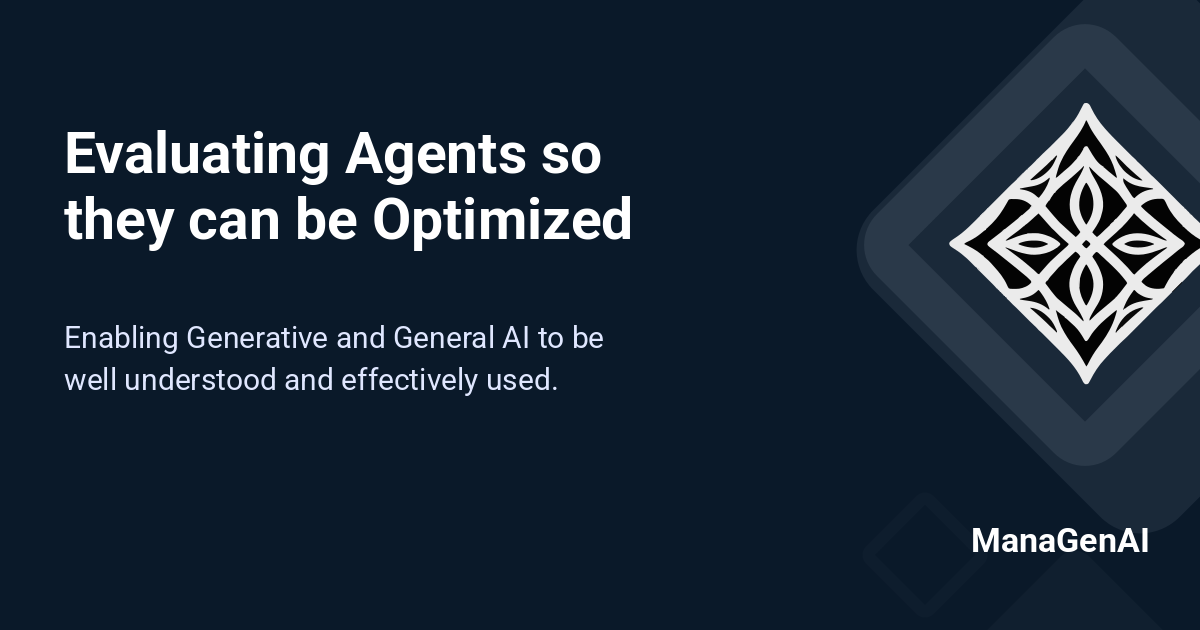 Evaluating Agents so
they can be Optimized
Enabling Generative and General AI to be
well understood and effectively used.
ManaGenAI